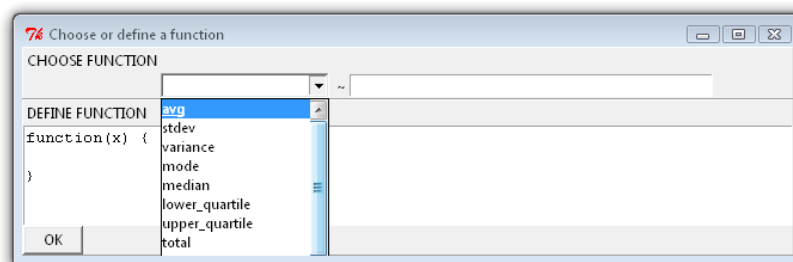 Choose or define a function
CHOOSE FUNCTION
~
DEFINE FUNCTION
avg
stdev
variance
mode
median
lower_quartile
upper_quartile
total
function(x) {
}
OK